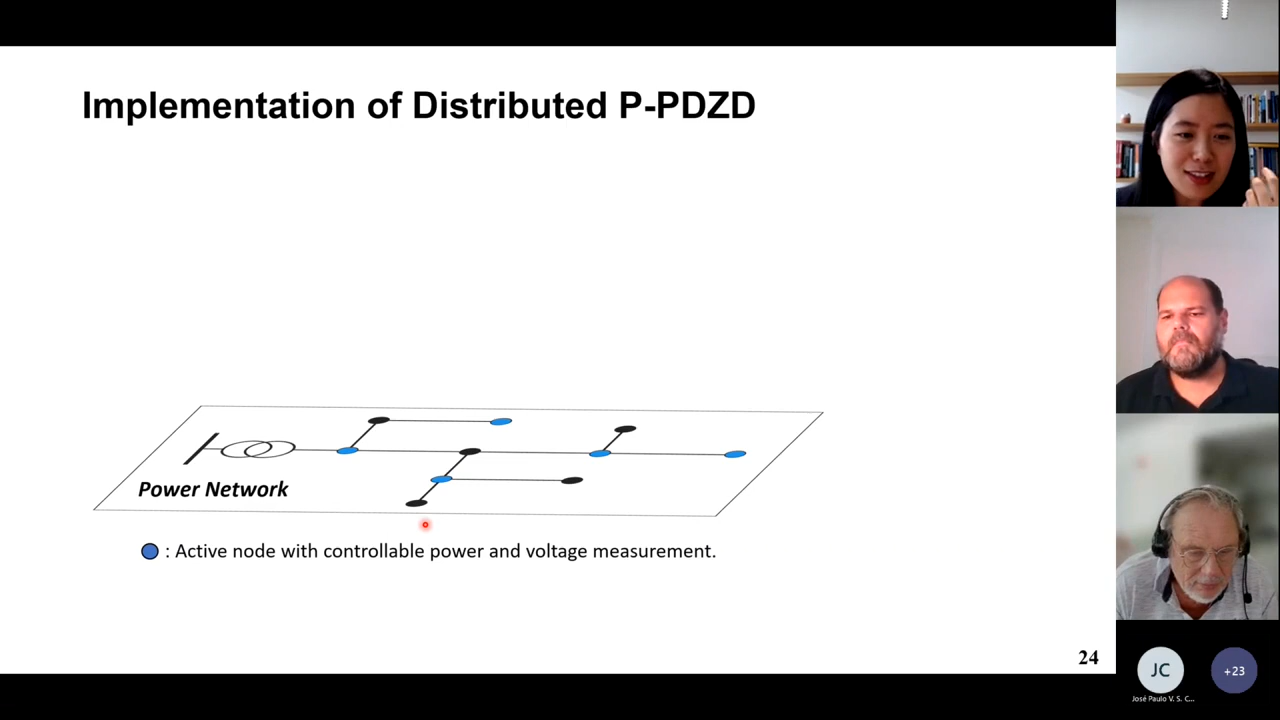 Implementation of Distributed P-PDZD
Power Network
: Active node with controllable power and voltage measurement.
24
JC
+23
José Paulo V. S. C...